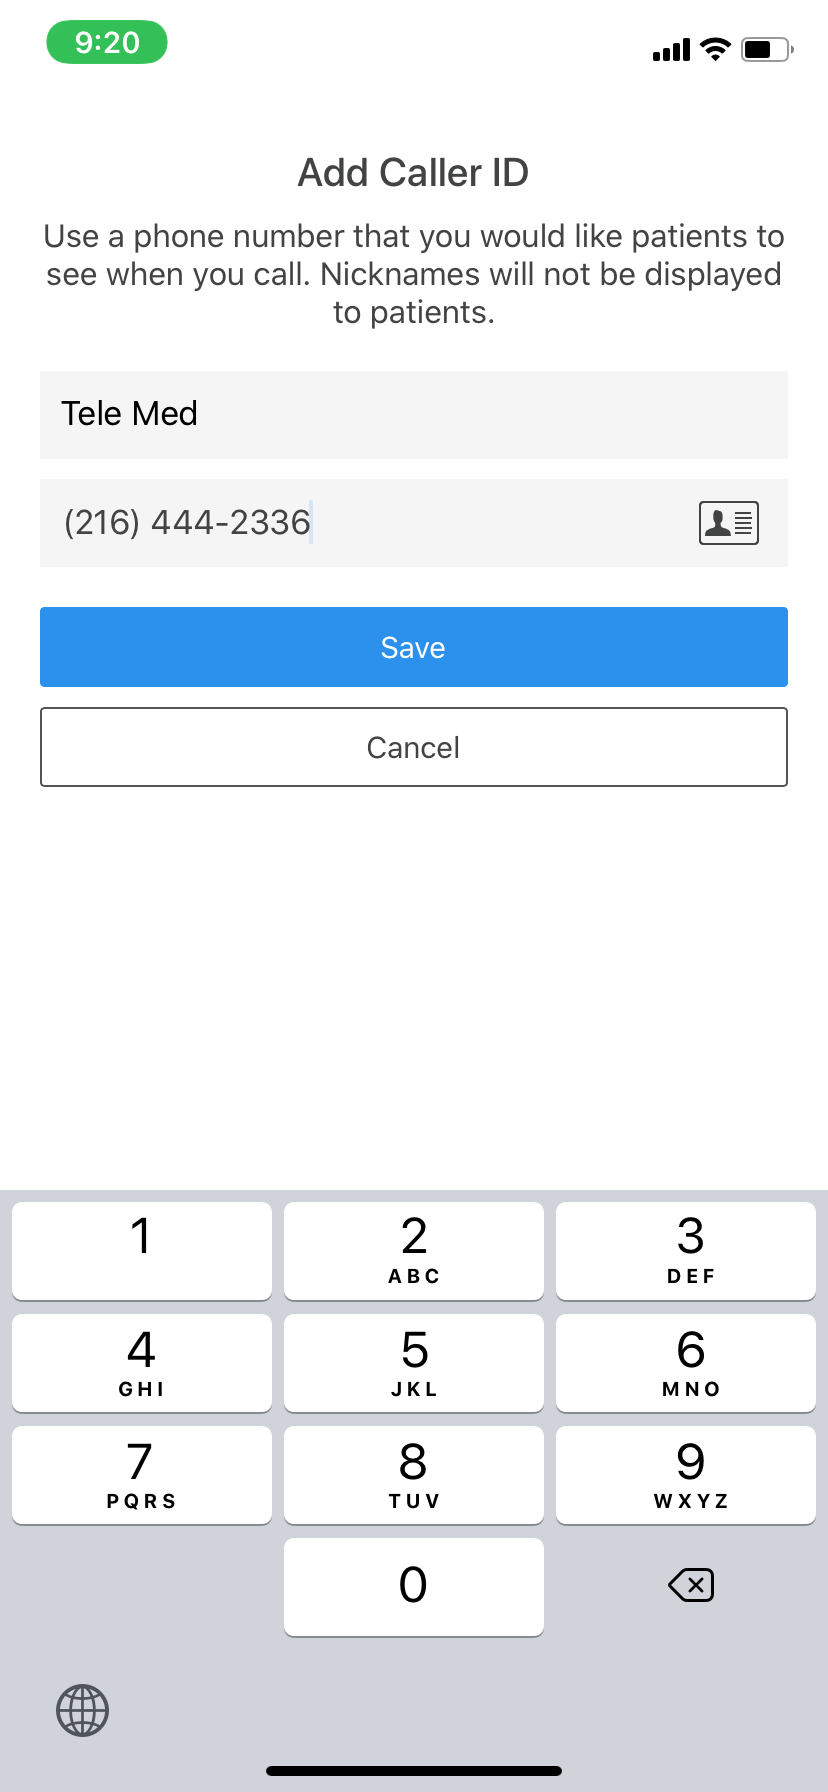 9:20
Add Caller ID
Use a phone number that you would like patients to
see when you call. Nicknames will not be displayed
to patients.
Tele Med
(216) 444-2336
Save
Cancel
1 2 3
ABC DEF
4 5 6
GHI JKL MNO
7 8 9
PQRS TUV WXYZ
0